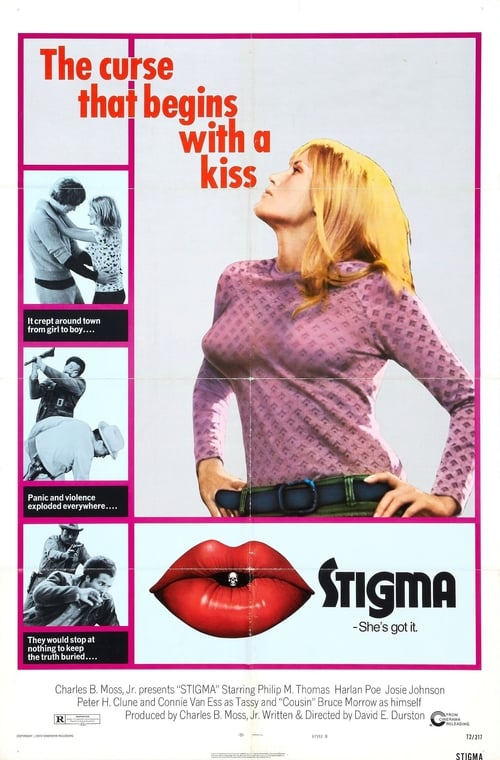 The curse
that begins
with a
kiss
It crept around town
from girl to boy....
Panic and violence
exploded everywhere....
They would stop at
nothing to keep
the truth buried....
STIGMA
-She's got it.
Charles B. Moss, Jr. presents "STIGMA" Starring Philip M. Thomas Harlan Poe Josie Johnson
Peter H. Clune and Connie Van Ess as Tassy and "Cousin" Bruce Morrow as himself
Produced by Charles B. Moss, Jr. Written & Directed by David E. Durston
R
FROM
CINERAMA
RELEASING
STYLE B
72/317
STIGMA